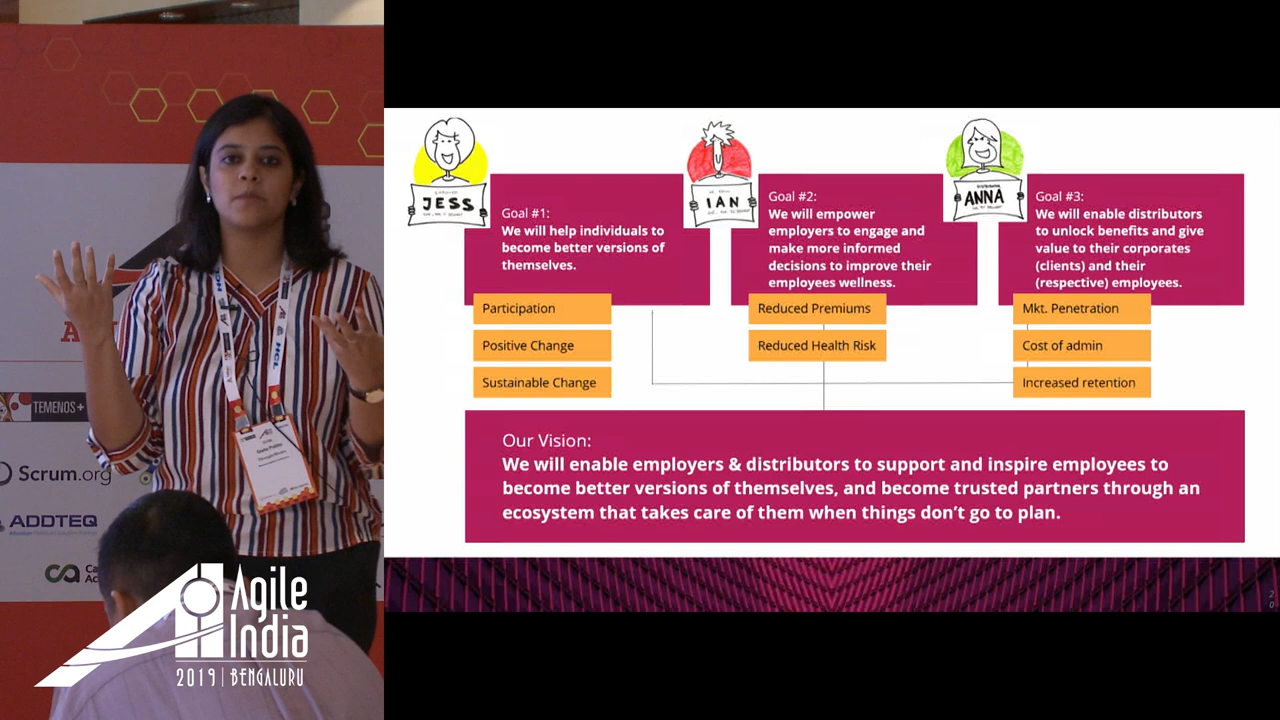 HCL
HCL
TEMENOS+
Scrum.org
ADDTEQ
Agile
India
2019 | BENGALURU
JESS
IAN
ANNA
Goal #1:
We will help individuals to
become better versions of
themselves.
Participation
Positive Change
Sustainable Change
Goal #2:
We will empower
employers to engage and
make more informed
decisions to improve their
employees wellness.
Reduced Premiums
Reduced Health Risk
Goal #3:
We will enable distributors
to unlock benefits and give
value to their corporates
(clients) and their
(respective) employees.
Mkt. Penetration
Cost of admin
Increased retention
Our Vision:
We will enable employers & distributors to support and inspire employees to
become better versions of themselves, and become trusted partners through an
ecosystem that takes care of them when things don't go to plan.
20